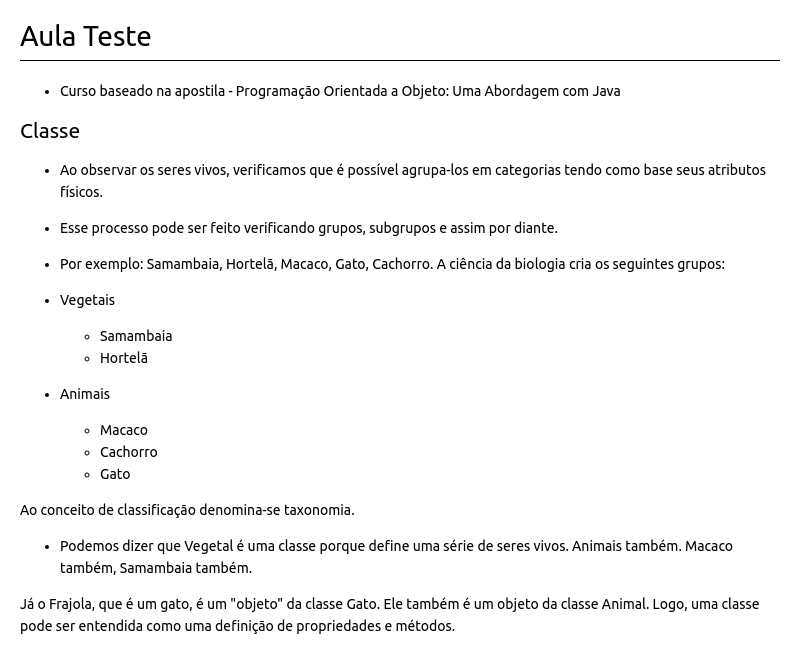 Aula Teste
Curso baseado na apostila - Programação Orientada a Objeto: Uma Abordagem com Java
Classe
Ao observar os seres vivos, verificamos que é possível agrupa-los em categorias tendo como base seus atributos
físicos.
Esse processo pode ser feito verificando grupos, subgrupos e assim por diante.
Por exemplo: Samambaia, Hortelã, Macaco, Gato, Cachorro. A ciência da biologia cria os seguintes grupos:
Vegetais
Samambaia
Hortelã
Animais
Macaco
Cachorro
Gato
Ao conceito de classificação denomina-se taxonomia.
Podemos dizer que Vegetal é uma classe porque define uma série de seres vivos. Animais também. Macaco
também, Samambaia também.
Já o Frajola, que é um gato, é um "objeto" da classe Gato. Ele também é um objeto da classe Animal. Logo, uma classe
pode ser entendida como uma definição de propriedades e métodos.